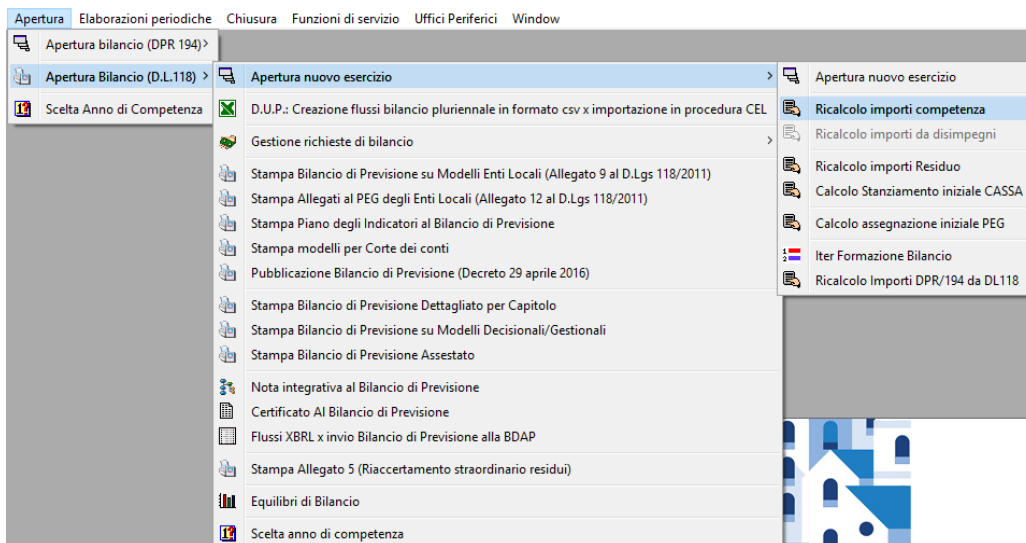 Apertura Elaborazioni periodiche Chiusura Funzioni di servizio Uffici Periferici Window
Apertura bilancio (DPR 194)
Apertura Bilancio (D.L.118)
Scelta Anno di Competenza
Apertura nuovo esercizio
D.U.P.: Creazione flussi bilancio pluriennale in formato csv x importazione in procedura CEL
Gestione richieste di bilancio
Stampa Bilancio di Previsione su Modelli Enti Locali (Allegato 9 al D.Lgs 118/2011)
Stampa Allegati al PEG degli Enti Locali (Allegato 12 al D.Lgs 118/2011)
Stampa Piano degli Indicatori al Bilancio di Previsione
Stampa modelli per Corte dei conti
Pubblicazione Bilancio di Previsione (Decreto 29 aprile 2016)
Stampa Bilancio di Previsione Dettagliato per Capitolo
Stampa Bilancio di Previsione su Modelli Decisionali/Gestionali
Stampa Bilancio di Previsione Assestato
Nota integrativa al Bilancio di Previsione
Certificato Al Bilancio di Previsione
Flussi XBRL x invio Bilancio di Previsione alla BDAP
Stampa Allegato 5 (Riaccertamento straordinario residui)
Equilibri di Bilancio
Scelta anno di competenza
Apertura nuovo esercizio
Ricalcolo importi competenza
Ricalcolo importi da disimpegni
Ricalcolo importi Residuo
Calcolo Stanziamento iniziale CASSA
Calcolo assegnazione iniziale PEG
Iter Formazione Bilancio
Ricalcolo Importi DPR/194 da DL118